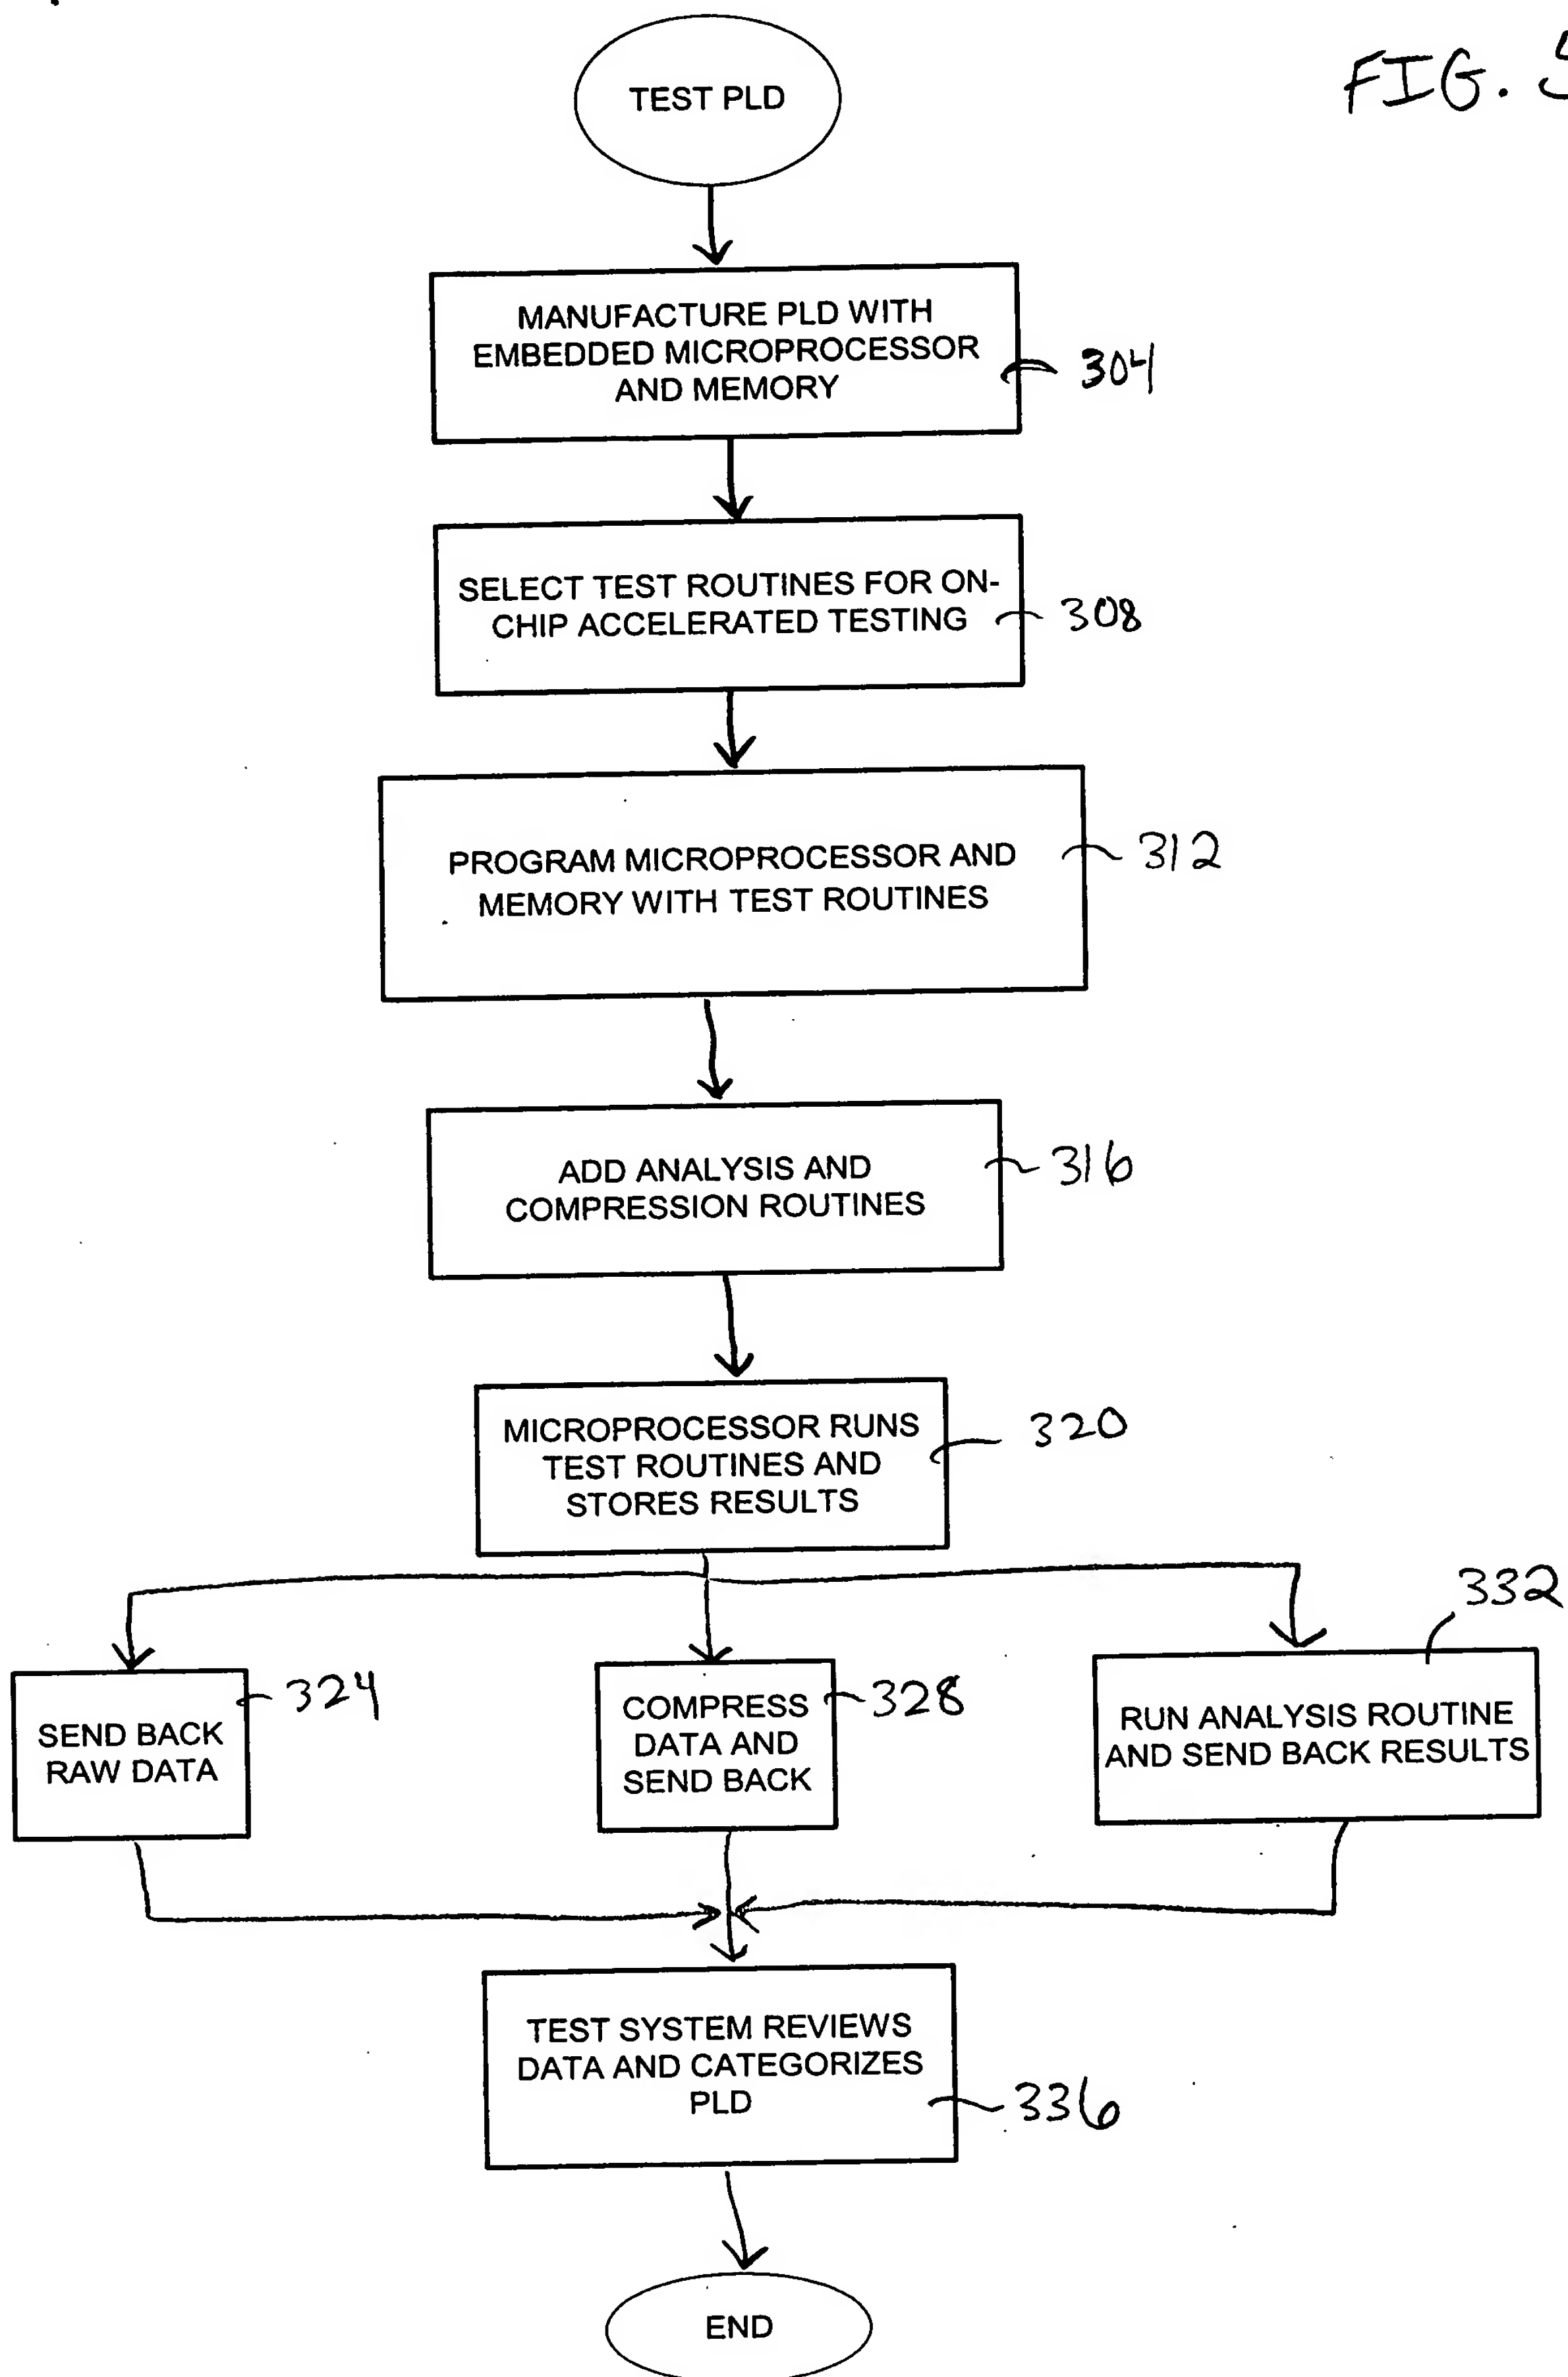 FIG. 5
TEST PLD
MANUFACTURE PLD WITH
EMBEDDED MICROPROCESSOR
AND MEMORY
304
SELECT TEST ROUTINES FOR ON-
CHIP ACCELERATED TESTING
308
PROGRAM MICROPROCESSOR AND
MEMORY WITH TEST ROUTINES
312
ADD ANALYSIS AND
COMPRESSION ROUTINES
316
MICROPROCESSOR RUNS
TEST ROUTINES AND
STORES RESULTS
320
SEND BACK
RAW DATA
324
COMPRESS
DATA AND
SEND BACK
328
RUN ANALYSIS ROUTINE
AND SEND BACK RESULTS
332
TEST SYSTEM REVIEWS
DATA AND CATEGORIZES
PLD
336
END